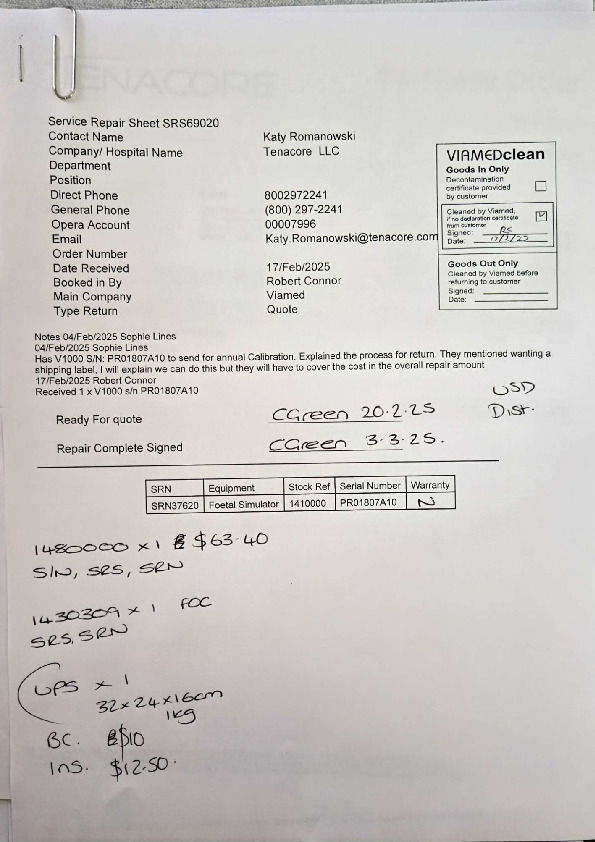 TENACORE
Service Repair Sheet SRS69020
Contact Name Katy Romanowski
Company/ Hospital Name Tenacore LLC
Department
Position
Direct Phone 8002972241
General Phone (800) 297-2241
Opera Account 00007996
Email Katy.Romanowski@tenacore.com
Order Number
Date Received 17/Feb/2025
Booked in By Robert Connor
Main Company Viamed
Type Return Quote
VIAMEDclean
Goods In Only
Decontamination
certificate provided
by customer
Cleaned by Viamed,
if no declaration certificate
from customer
Signed: RS
Date: 17/2/25
Goods Out Only
Cleaned by Viamed before
returning to customer
Signed:
Date:
Notes 04/Feb/2025 Sophie Lines
04/Feb/2025 Sophie Lines
Has V1000 S/N: PR01807A10 to send for annual Calibration. Explained the process for return. They mentioned wanting a
shipping label, I will explain we can do this but they will have to cover the cost in the overall repair amount
17/Feb/2025 Robert Connor
Received 1 x V1000 s/n PR01807A10
USD
Dist.
Ready For quote CGreen 20.2.25
Repair Complete Signed CGreen 3.3.25.
SRN Equipment Stock Ref Serial Number Warranty
SRN37620 Foetal Simulator 1410000 PR01807A10 N
1480000 x 1 $63.40
S/N, SRS, SRN
1430309 x 1 FOC
SRS, SRN
UPS x 1
32x24x16cm
1kg
BC. $10
Ins. $12.50.